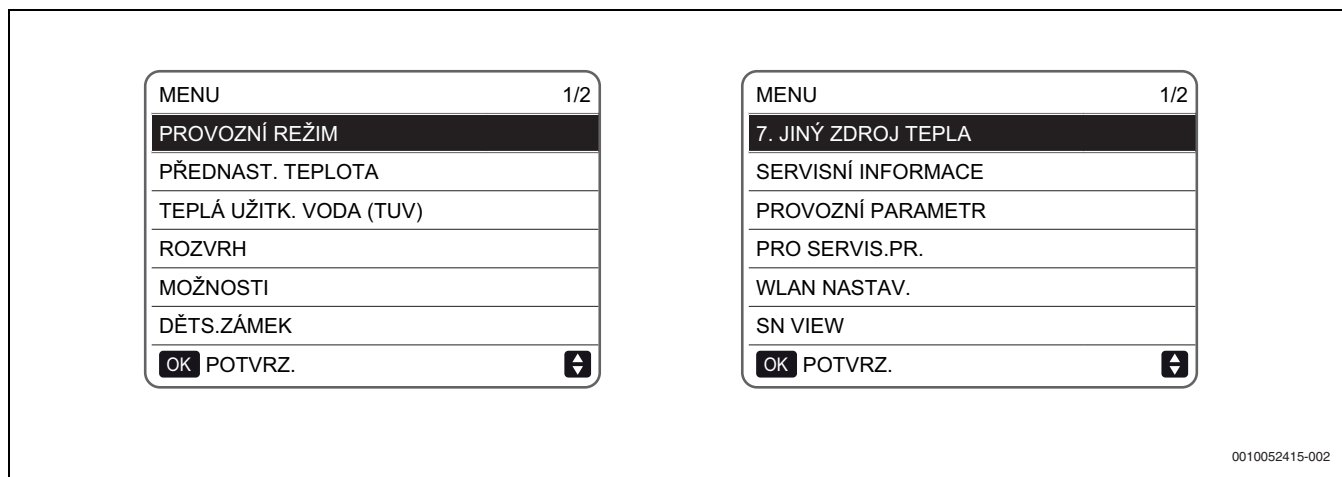 MENU 1/2
PROVOZNÍ REŽIM
PŘEDNAST. TEPLOTA
TEPLÁ UŽITK. VODA (TUV)
ROZVRH
MOŽNOSTI
DĚTS.ZÁMEK
OK POTVRZ.
MENU 1/2
7. JINÝ ZDROJ TEPLA
SERVISNÍ INFORMACE
PROVOZNÍ PARAMETR
PRO SERVIS.PR.
WLAN NASTAV.
SN VIEW
OK POTVRZ.
0010052415-002